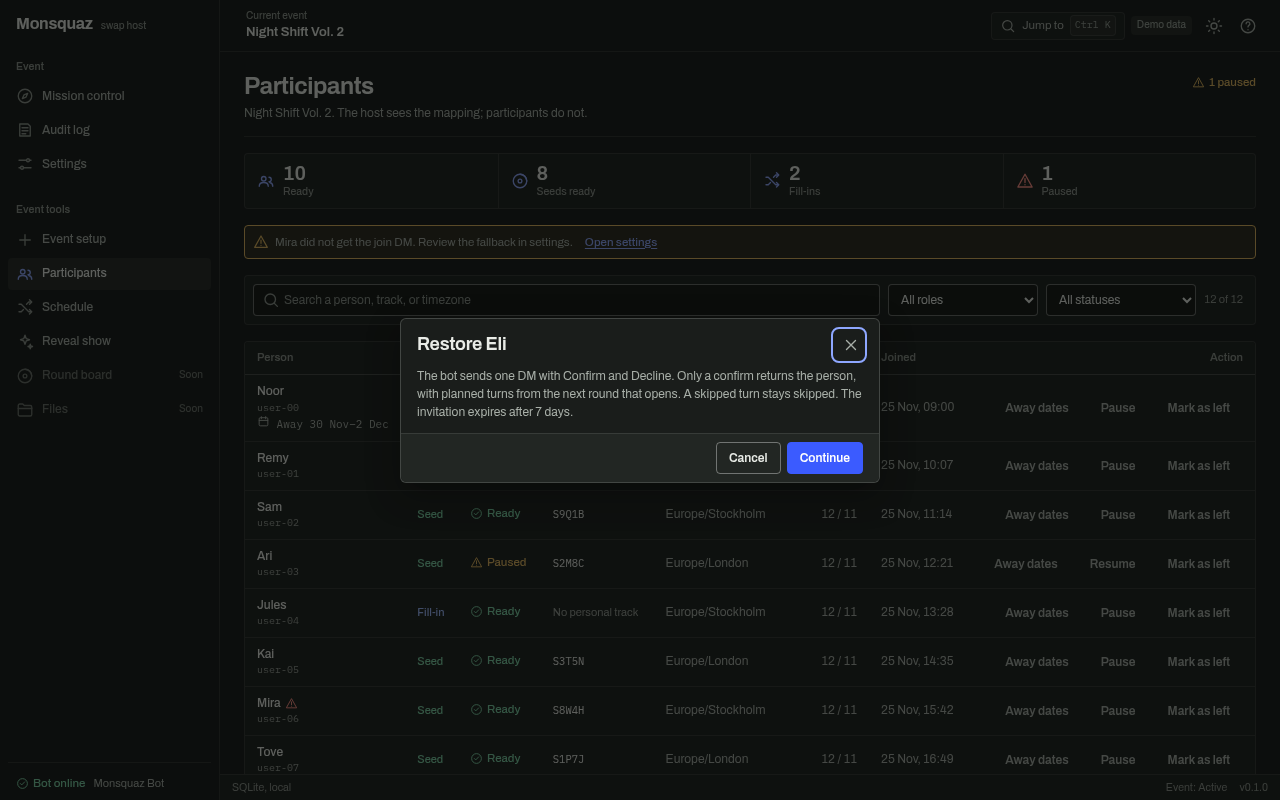 Monsquaz swap host
Event
Mission control
Audit log
Settings
Event tools
Event setup
Participants
Schedule
Reveal show
Round board Soon
Files Soon
Bot online Monsquaz Bot
Current event
Night Shift Vol. 2
Jump to Ctrl K
Demo data
Participants
Night Shift Vol. 2. The host sees the mapping; participants do not.
1 paused
10
Ready
8
Seeds ready
2
Fill-ins
1
Paused
Mira did not get the join DM. Review the fallback in settings. Open settings
Search a person, track, or timezone
All roles
All statuses
12 of 12
Person Joined Action
Noor
user-00
Away 30 Nov–2 Dec
25 Nov, 09:00 Away dates Pause Mark as left
Remy
user-01
25 Nov, 10:07 Away dates Pause Mark as left
Restore Eli
The bot sends one DM with Confirm and Decline. Only a confirm returns the person,
with planned turns from the next round that opens. A skipped turn stays skipped. The
invitation expires after 7 days.
Cancel Continue
Sam
user-02
Seed Ready S9Q1B Europe/Stockholm 12 / 11 25 Nov, 11:14 Away dates Pause Mark as left
Ari
user-03
Seed Paused S2M8C Europe/London 12 / 11 25 Nov, 12:21 Away dates Resume Mark as left
Jules
user-04
Fill-in Ready No personal track Europe/Stockholm 12 / 11 25 Nov, 13:28 Away dates Pause Mark as left
Kai
user-05
Seed Ready S3T5N Europe/London 12 / 11 25 Nov, 14:35 Away dates Pause Mark as left
Mira
user-06
Seed Ready S8W4H Europe/Stockholm 12 / 11 25 Nov, 15:42 Away dates Pause Mark as left
Tove
user-07
Seed Ready S1P7J Europe/London 12 / 11 25 Nov, 16:49 Away dates Pause Mark as left
SQLite, local
Event: Active v0.1.0